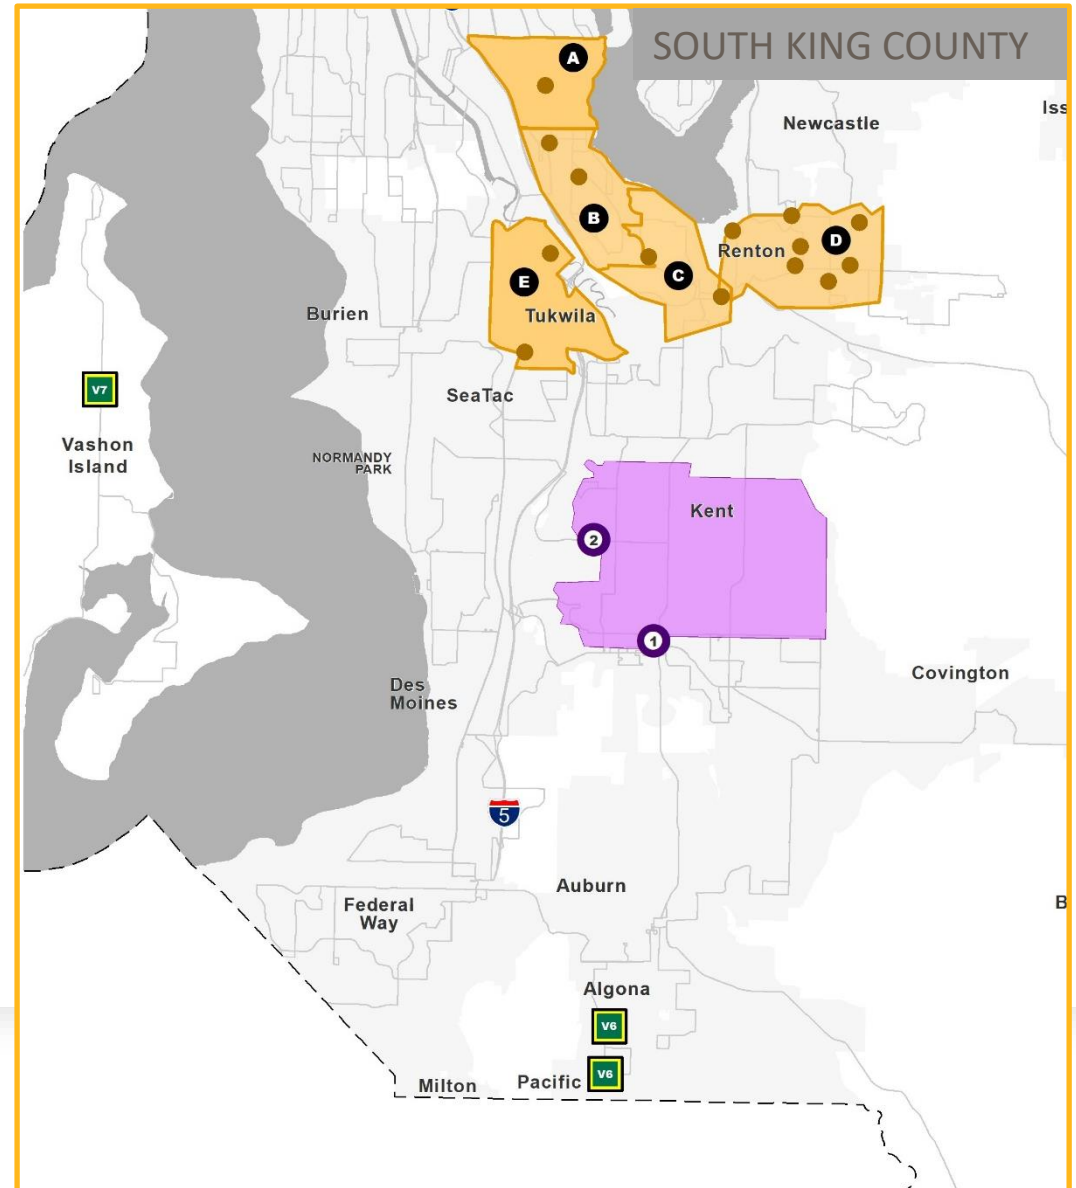 SOUTH KING COUNTY
A
Iss
Newcastle
B
D
Renton
C
E
Tukwila
Burien
V7
SeaTac
Vashon
Island
NORMANDY
PARK
Kent
2
1
Covington
Des
Moines
5
Auburn
B
Federal
Way
Algona
V6
V6
Milton
Pacific